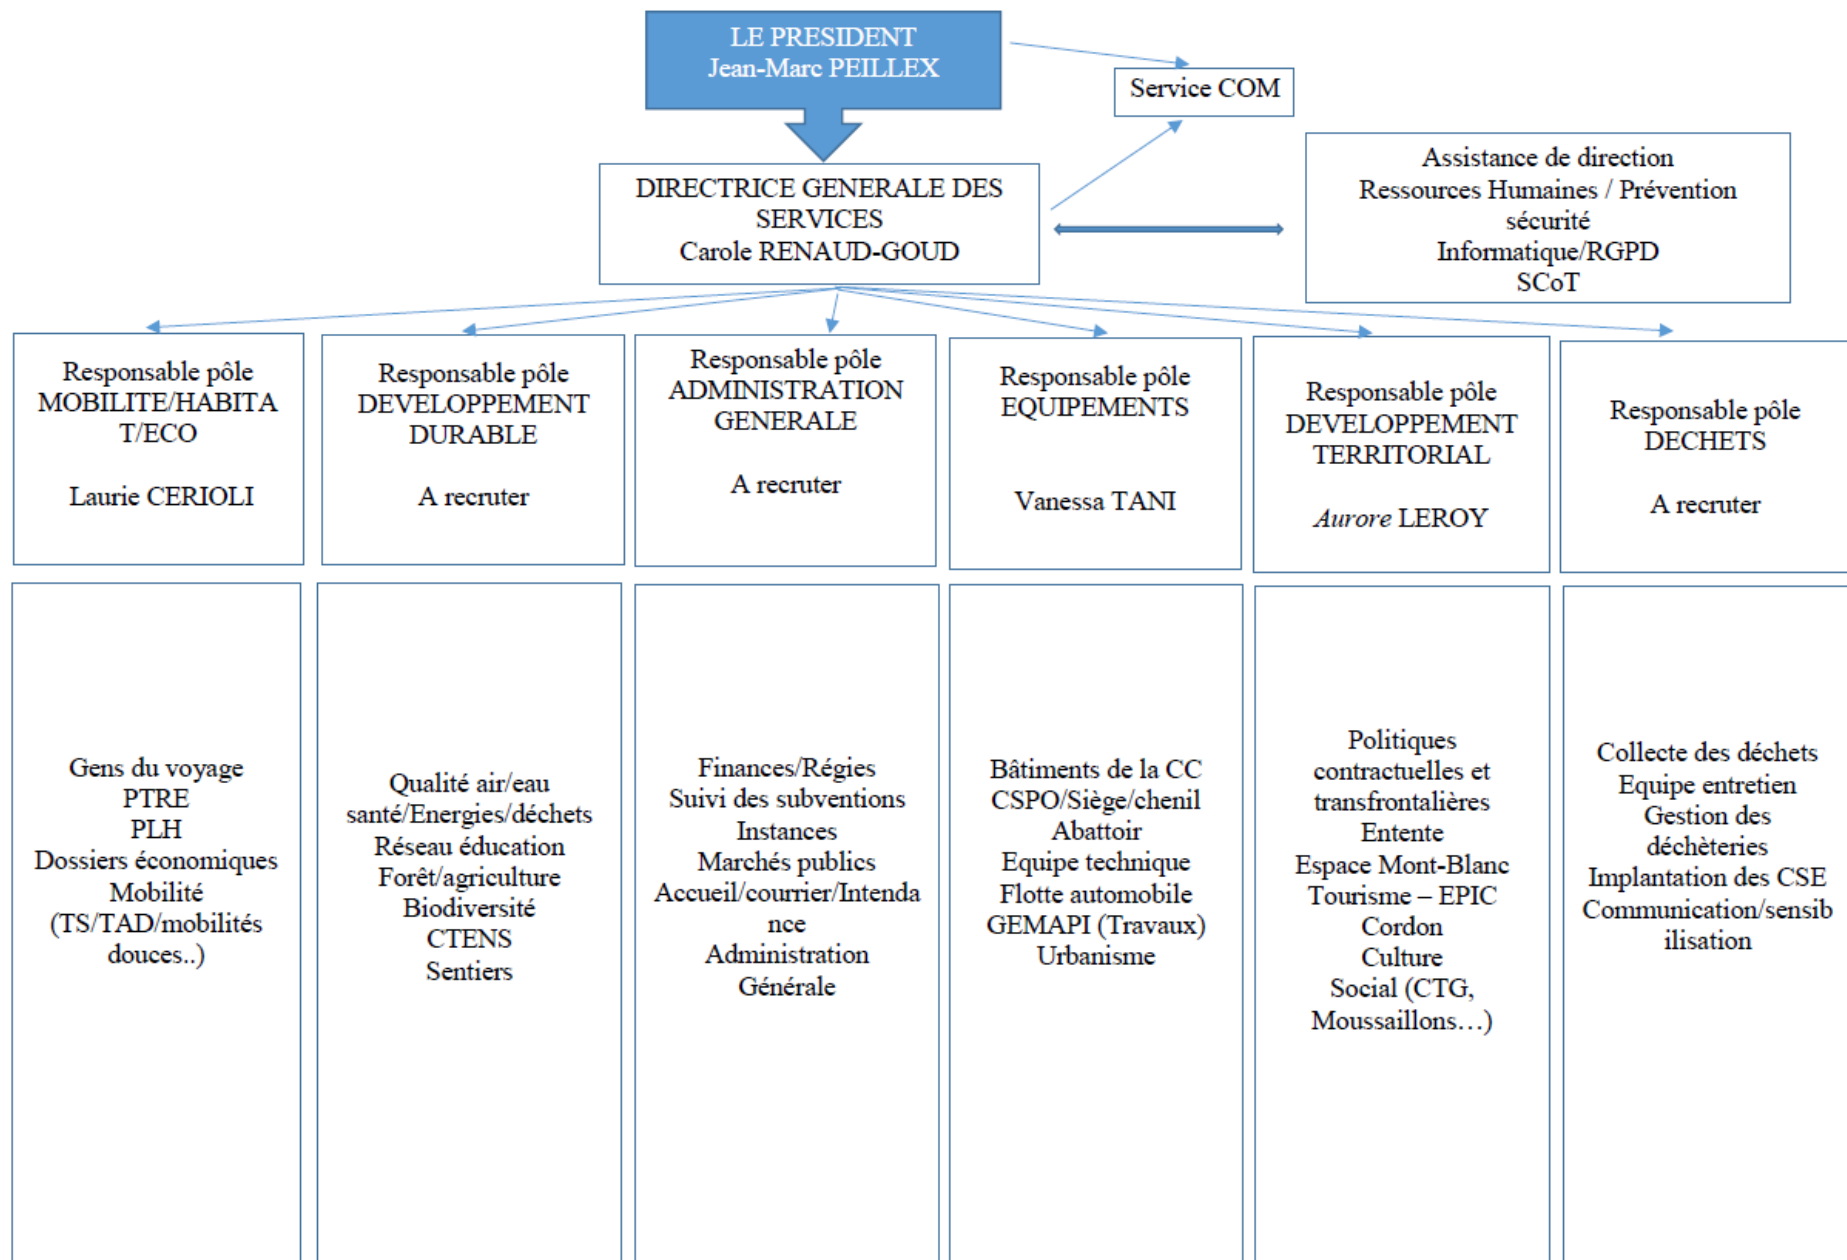 LE PRESIDENT
Jean-Marc PEILLEX
Service COM
DIRECTRICE GENERALE DES
SERVICES
Carole RENAUD-GOUD
Assistance de direction
Ressources Humaines / Prévention
sécurité
Informatique/RGPD
SCoT
Responsable pôle
MOBILITE/HABITA
T/ECO
Laurie CERIOLI
Responsable pôle
DEVELOPPEMENT
DURABLE
A recruter
Responsable pôle
ADMINISTRATION
GENERALE
A recruter
Responsable pôle
EQUIPEMENTS
Vanessa TANI
Responsable pôle
DEVELOPPEMENT
TERRITORIAL
Aurore LEROY
Responsable pôle
DECHETS
A recruter
Gens du voyage
PTRE
PLH
Dossiers économiques
Mobilité
(TS/TAD/mobilités
douces..)
Qualité air/eau
santé/Energies/déchets
Réseau éducation
Forêt/agriculture
Biodiversité
CTENS
Sentiers
Finances/Régies
Suivi des subventions
Instances
Marchés publics
Accueil/courrier/Intenda
nce
Administration
Générale
Bâtiments de la CC
CSPO/Siège/chenil
Abattoir
Equipe technique
Flotte automobile
GEMAPI (Travaux)
Urbanisme
Politiques
contractuelles et
transfrontalières
Entente
Espace Mont-Blanc
Tourisme – EPIC
Cordon
Culture
Social (CTG,
Moussaillons…)
Collecte des déchets
Equipe entretien
Gestion des
déchèteries
Implantation des CSE
Communication/sensib
ilisation